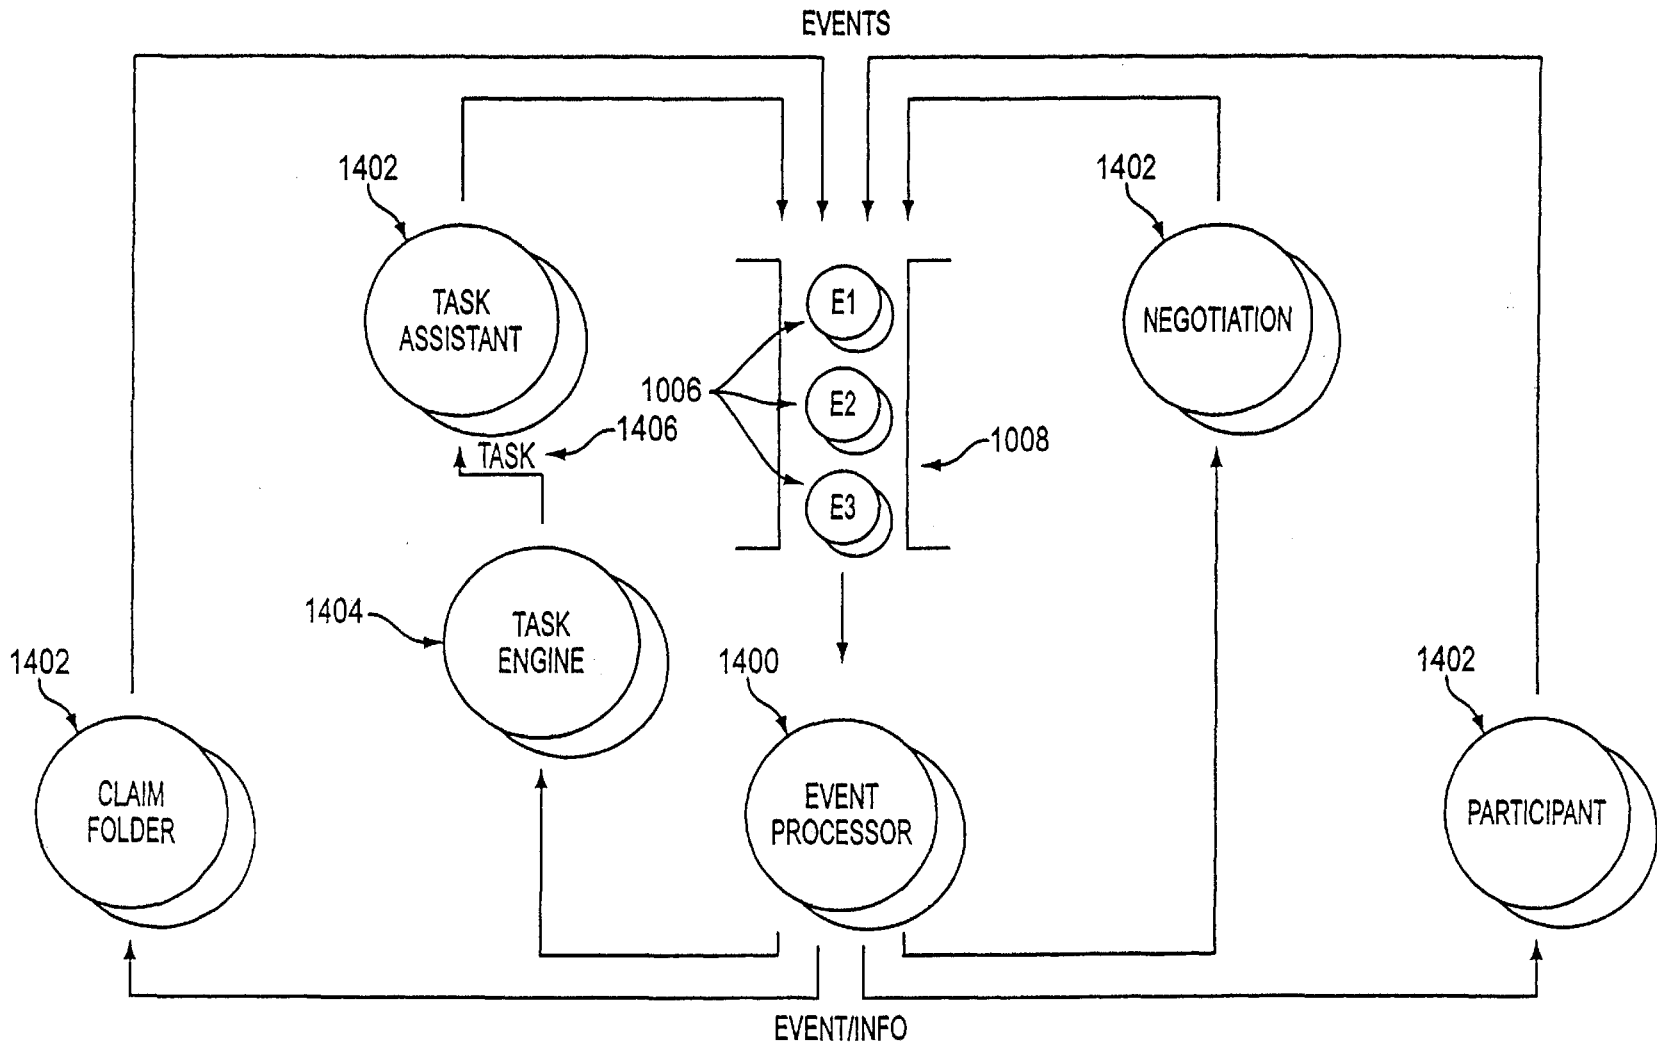 EVENTS
1402
1402
TASK
ASSISTANT
E1
NEGOTIATION
1006
E2
1406
TASK
1008
E3
1404
TASK
ENGINE
1402
1400
1402
CLAIM
FOLDER
EVENT
PROCESSOR
PARTICIPANT
EVENT/INFO